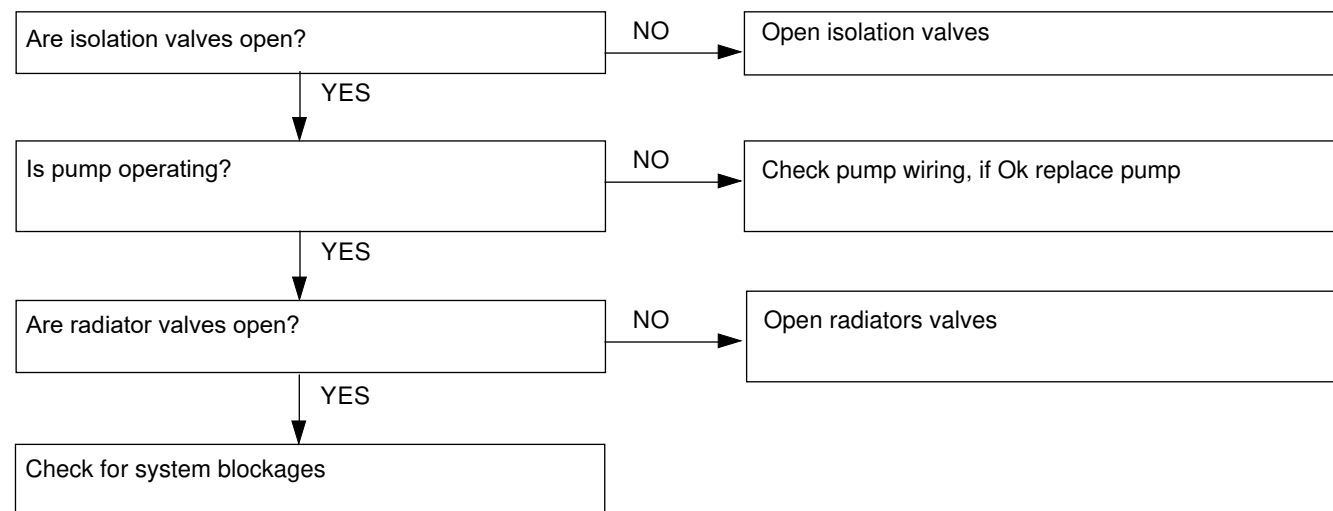 Are isolation valves open?
NO
Open isolation valves
YES
Is pump operating?
NO
Check pump wiring, if Ok replace pump
YES
Are radiator valves open?
NO
Open radiators valves
YES
Check for system blockages